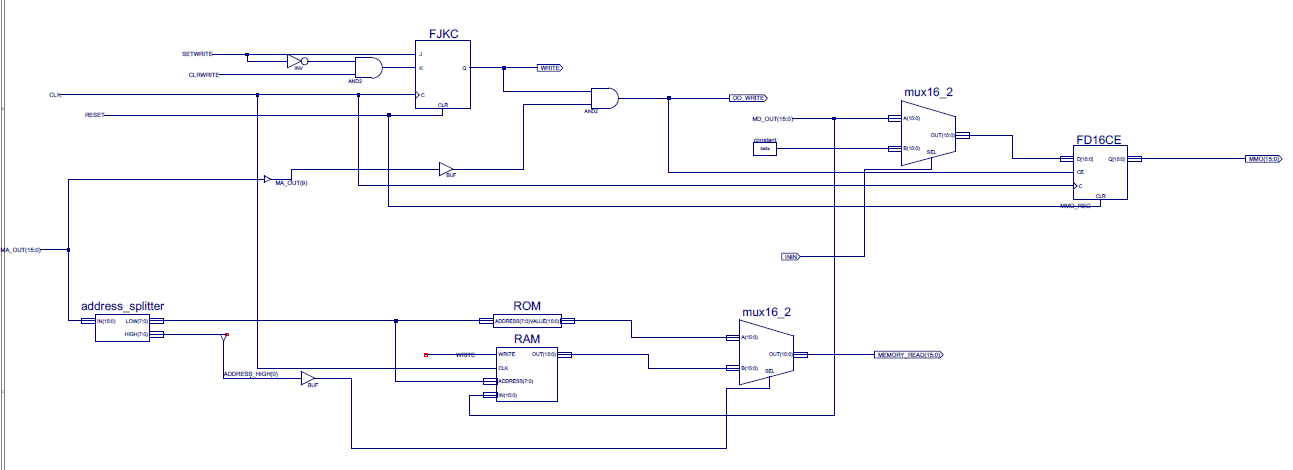 FJKC
SETWRITE
INV
AND2
CLRWRITE
J
K
Q
C
CLR
WRITE
CLK
RESET
AND2
DO_WRITE
mux16_2
MD_OUT(15:0)
A(15:0)
OUT(15:0)
constant
B(15:0)
SEL
FD16CE
D(15:0)
Q(15:0)
CE
C
CLR
MMO(15:0)
MMO_REG
BUF
MA_OUT(9)
MA_OUT(15:0)
ININ
address_splitter
IN(15:0)
LOW(7:0)
HIGH(7:0)
ADDRESS_HIGH(0)
BUF
ROM
ADDRESS(7:0)
VALUE(15:0)
RAM
WRITE
WRITE
OUT(15:0)
CLK
ADDRESS(7:0)
IN(15:0)
mux16_2
A(15:0)
OUT(15:0)
B(15:0)
SEL
MEMORY_READ(15:0)